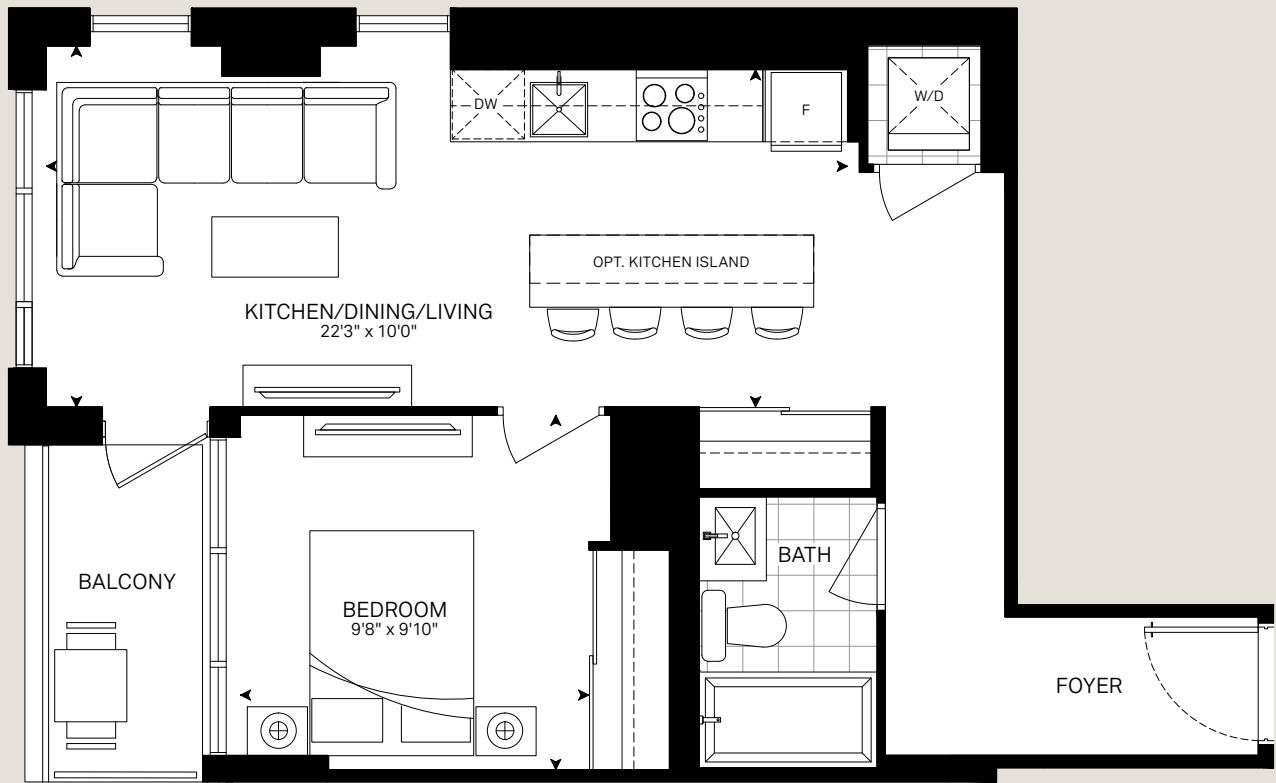 DW
F
W/D
OPT. KITCHEN ISLAND
KITCHEN/DINING/LIVING
22'3" x 10'0"
BATH
BALCONY
BEDROOM
9'8" x 9'10"
FOYER